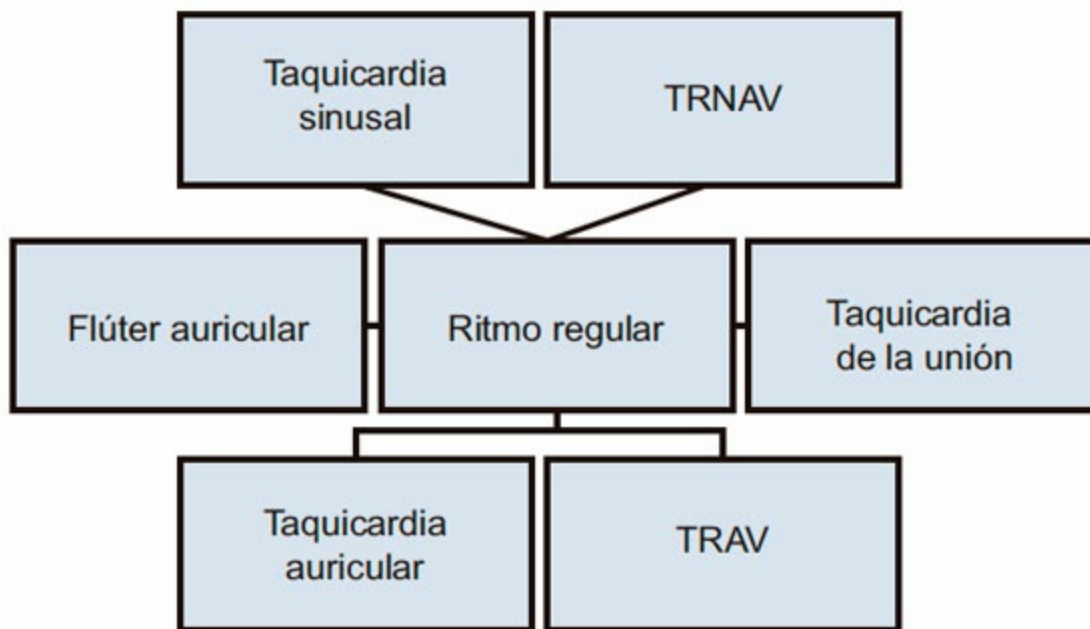 Taquicardia
sinusal
TRNAV
Flúter auricular
Ritmo regular
Taquicardia
de la unión
Taquicardia
auricular
TRAV